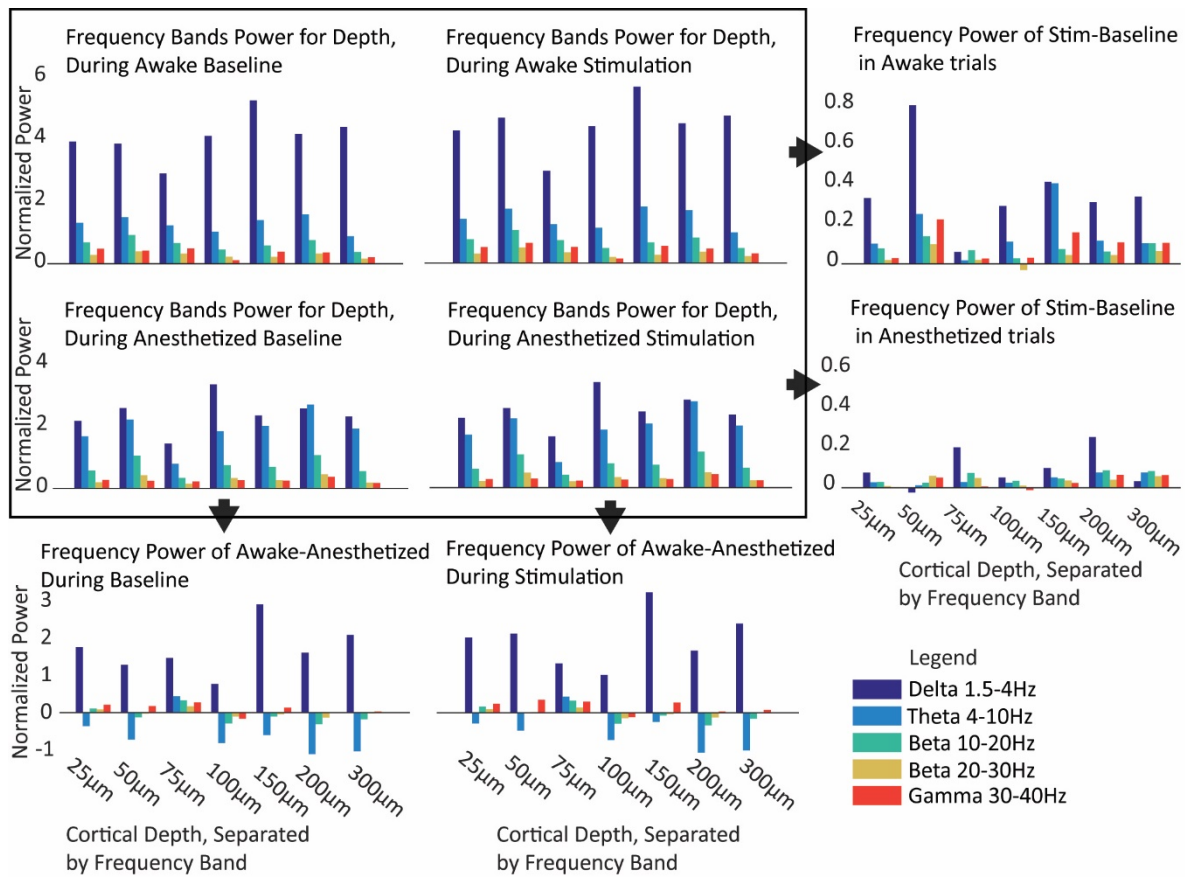 Frequency Bands Power for Depth,
During Awake Baseline
Normalized Power
6
4
2
0
Frequency Bands Power for Depth,
During Awake Stimulation
Frequency Power of Stim-Baseline
in Awake trials
0.8
0.6
0.4
0.2
0
Frequency Bands Power for Depth,
During Anesthetized Baseline
Normalized Power
4
2
0
Frequency Bands Power for Depth,
During Anesthetized Stimulation
Frequency Power of Stim-Baseline
in Anesthetized trials
0.6
0.4
0.2
0
25µm
50µm
75µm
100µm
150µm
200µm
300µm
Cortical Depth, Separated
by Frequency Band
Frequency Power of Awake-Anesthetized
During Baseline
Normalized Power
3
2
1
0
-1
25µm
50µm
75µm
100µm
150µm
200µm
300µm
Cortical Depth, Separated
by Frequency Band
Frequency Power of Awake-Anesthetized
During Stimulation
25µm
50µm
75µm
100µm
150µm
200µm
300µm
Cortical Depth, Separated
by Frequency Band
Legend
Delta 1.5-4Hz
Theta 4-10Hz
Beta 10-20Hz
Beta 20-30Hz
Gamma 30-40Hz